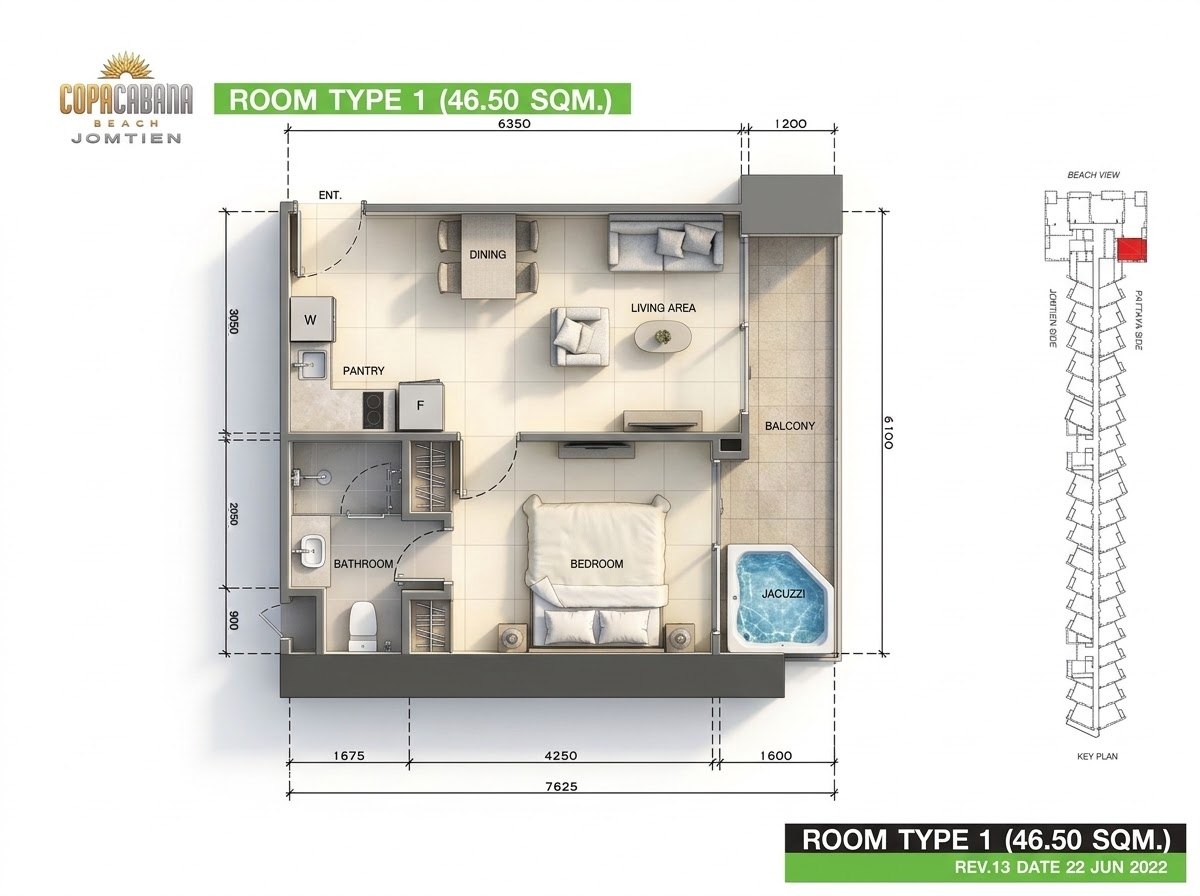 COPACABANA
BEACH
JOMTIEN
ROOM TYPE 1 (46.50 SQM.)
6350
1200
ENT.
DINING
LIVING AREA
W
PANTRY
F
BALCONY
BATHROOM
BEDROOM
JACUZZI
3050
2050
900
6100
1675
4250
1600
7625
BEACH VIEW
JOMTIEN SIDE
PATTAYA SIDE
KEY PLAN
ROOM TYPE 1 (46.50 SQM.)
REV.13 DATE 22 JUN 2022